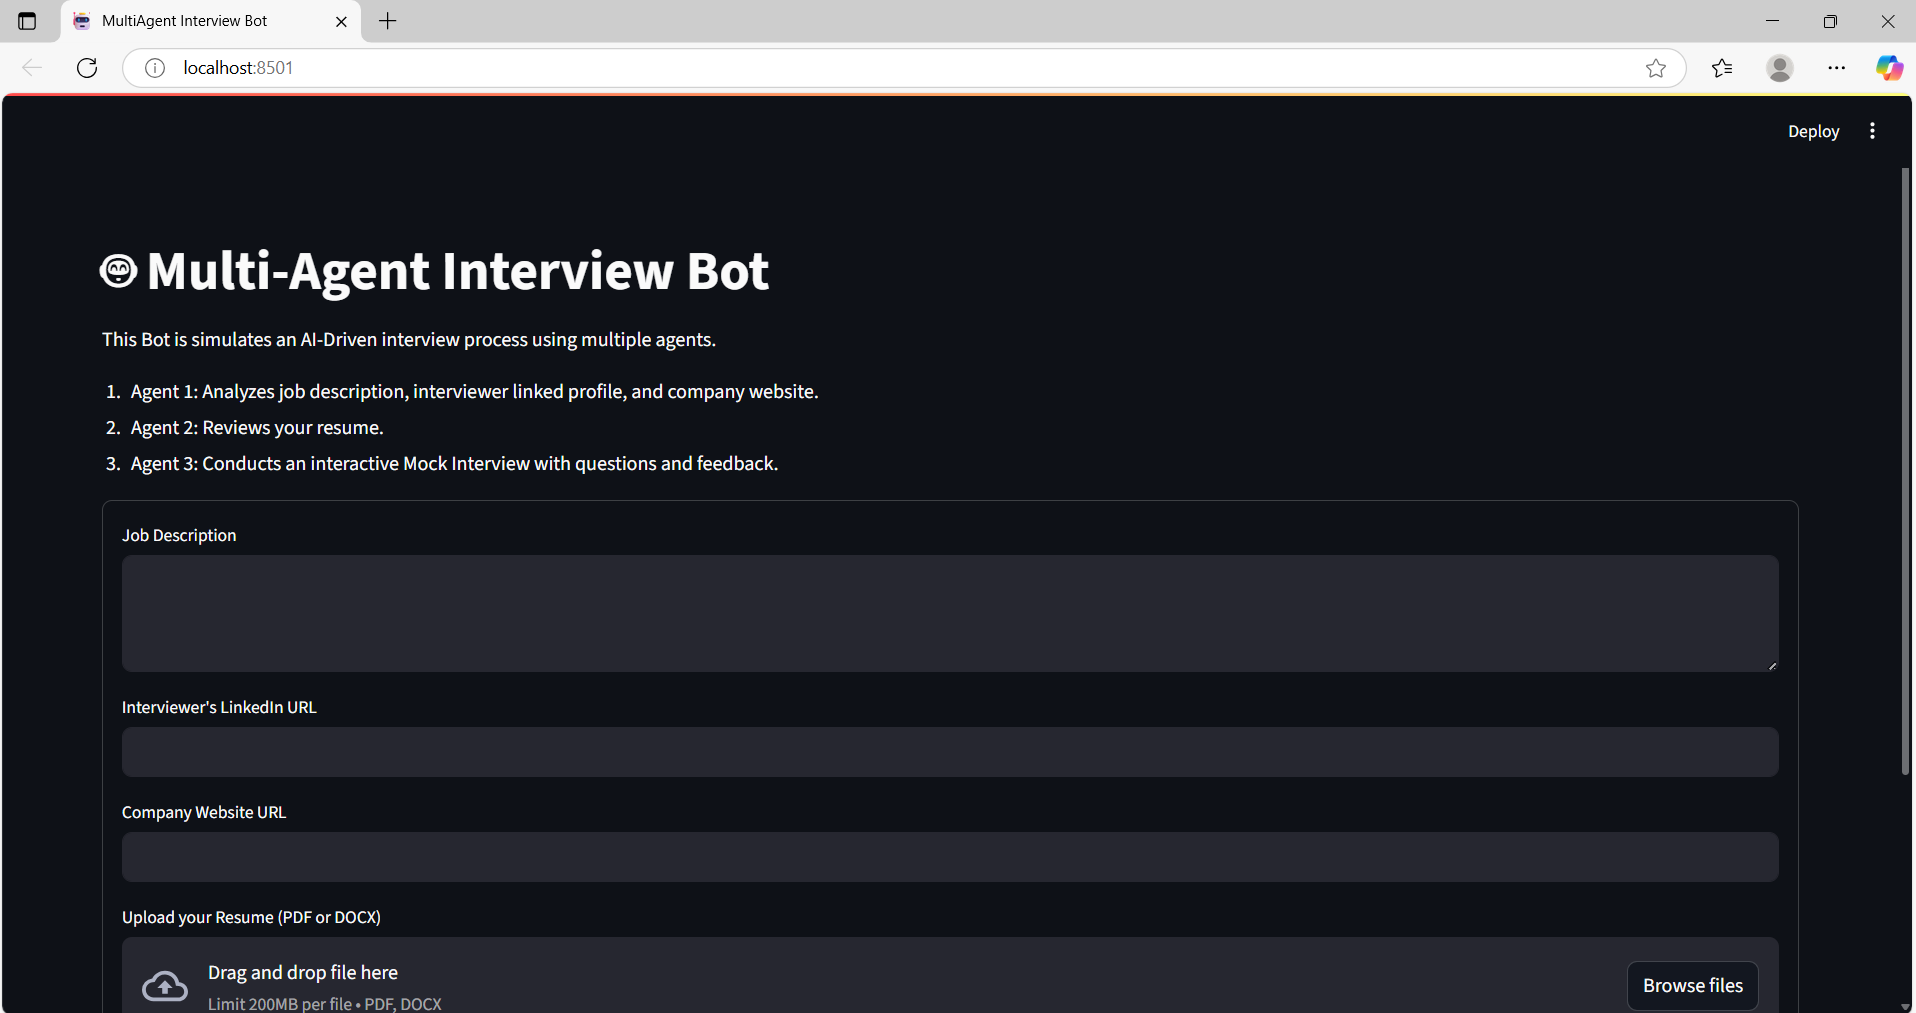 MultiAgent Interview Bot
localhost:8501
Deploy
Multi-Agent Interview Bot
This Bot is simulates an AI-Driven interview process using multiple agents.
1. Agent 1: Analyzes job description, interviewer linked profile, and company website.
2. Agent 2: Reviews your resume.
3. Agent 3: Conducts an interactive Mock Interview with questions and feedback.
Job Description
Interviewer's LinkedIn URL
Company Website URL
Upload your Resume (PDF or DOCX)
Drag and drop file here
Limit 200MB per file • PDF, DOCX
Browse files